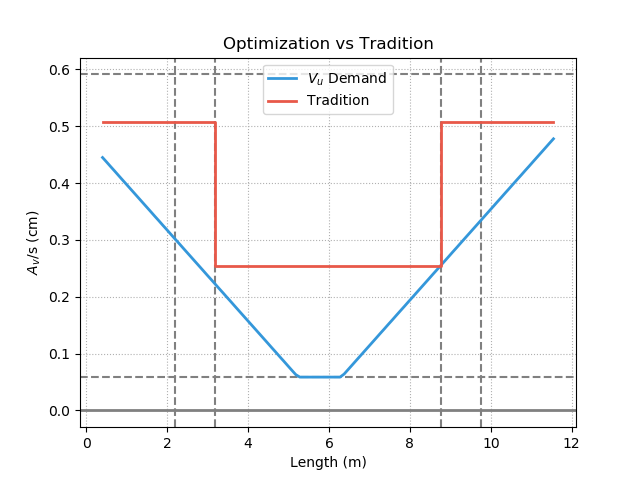 Optimization vs Tradition
V_u Demand
Tradition
A_v/s (cm)
0.6
0.5
0.4
0.3
0.2
0.1
0.0
0 2 4 6 8 10 12
Length (m)